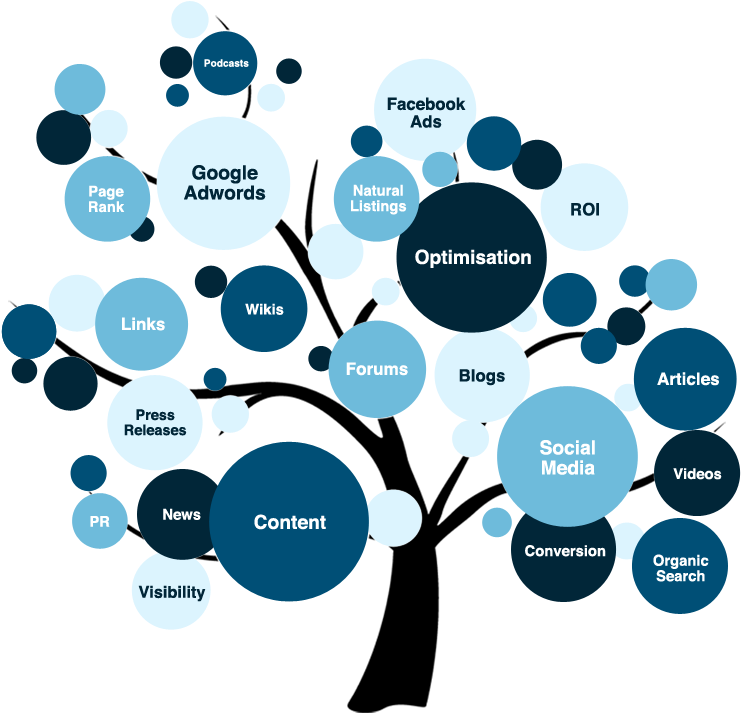 Podcasts
Facebook
Ads
Google
Adwords
Page
Rank
Natural
Listings
ROI
Optimisation
Links
Wikis
Forums
Blogs
Articles
Press
Releases
Social
Media
Videos
PR
News
Content
Conversion
Organic
Search
Visibility